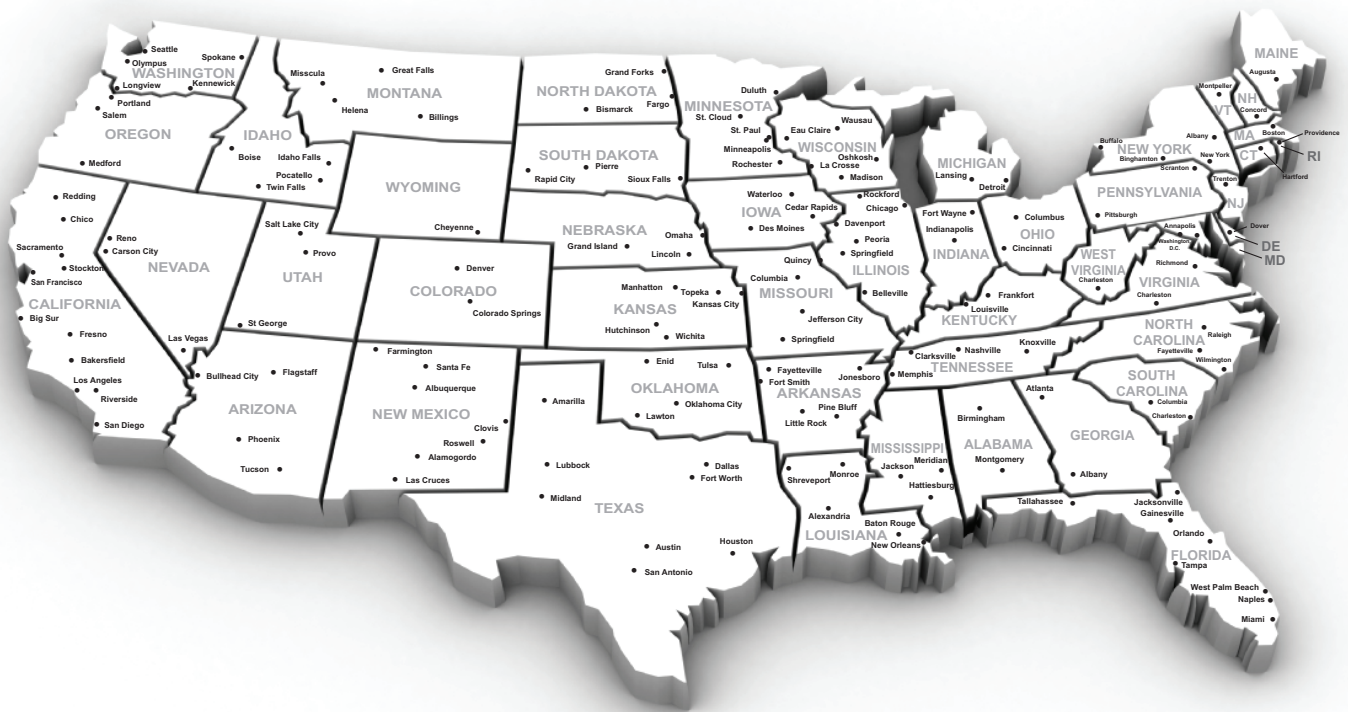 Seattle
Spokane
Olympus
WASHINGTON
Longview
Kennewick
Portland
Salem
OREGON
Medford
IDAHO
Boise
Idaho Falls
Pocatello
Twin Falls
Misscula
Great Falls
MONTANA
Helena
Billings
WYOMING
Cheyenne
Redding
Chico
Sacramento
Stockton
San Francisco
CALIFORNIA
Big Sur
Fresno
Bakersfield
Los Angeles
Riverside
San Diego
Reno
Carson City
NEVADA
Las Vegas
Salt Lake City
Provo
UTAH
St George
Denver
COLORADO
Colorado Springs
Bullhead City
Flagstaff
ARIZONA
Phoenix
Tucson
Farmington
Santa Fe
Albuquerque
NEW MEXICO
Clovis
Roswell
Alamogordo
Las Cruces
Grand Forks
NORTH DAKOTA
Fargo
Bismarck
SOUTH DAKOTA
Pierre
Rapid City
Sioux Falls
NEBRASKA
Omaha
Grand Island
Lincoln
Manhatton
Topeka
Kansas City
KANSAS
Hutchinson
Wichita
Enid
Tulsa
OKLAHOMA
Oklahoma City
Lawton
Amarilla
Lubbock
Dallas
Fort Worth
Midland
TEXAS
Austin
Houston
San Antonio
Duluth
MINNESOTA
St. Cloud
St. Paul
Minneapolis
Rochester
Wausau
Eau Claire
WISCONSIN
Oshkosh
La Crosse
Madison
Waterloo
Cedar Rapids
IOWA
Des Moines
Rockford
Chicago
Davenport
Peoria
Springfield
Quincy
ILLINOIS
Belleville
Columbia
MISSOURI
Jefferson City
Springfield
Fayetteville
Fort Smith
Jonesboro
ARKANSAS
Pine Bluff
Little Rock
Shreveport
Monroe
Alexandria
Baton Rouge
LOUISIANA
New Orleans
MISSISSIPPI
Meridian
Jackson
Hattiesburg
MICHIGAN
Lansing
Detroit
Fort Wayne
Indianapolis
INDIANA
Columbus
OHIO
Cincinnati
Frankfort
Louisville
KENTUCKY
Clarksville
Nashville
Knoxville
TENNESSEE
Memphis
Birmingham
ALABAMA
Montgomery
Atlanta
GEORGIA
Albany
Tallahassee
Jacksonville
Gainesville
Orlando
FLORIDA
Tampa
West Palm Beach
Naples
Miami
MAINE
Augusta
Montpeller
VT
NH
Concord
MA
Boston
Providence
CT
RI
Hartford
Buffalo
Albany
NEW YORK
Binghamton
New York
Scranton
PENNSYLVANIA
Trenton
Pittsburgh
NJ
Dover
DE
MD
Annapolis
Washington
D.C.
WEST
VIRGINIA
Charleston
Richmond
VIRGINIA
Charleston
NORTH
CAROLINA
Raleigh
Fayetteville
Wilmington
SOUTH
CAROLINA
Columbia
Charleston